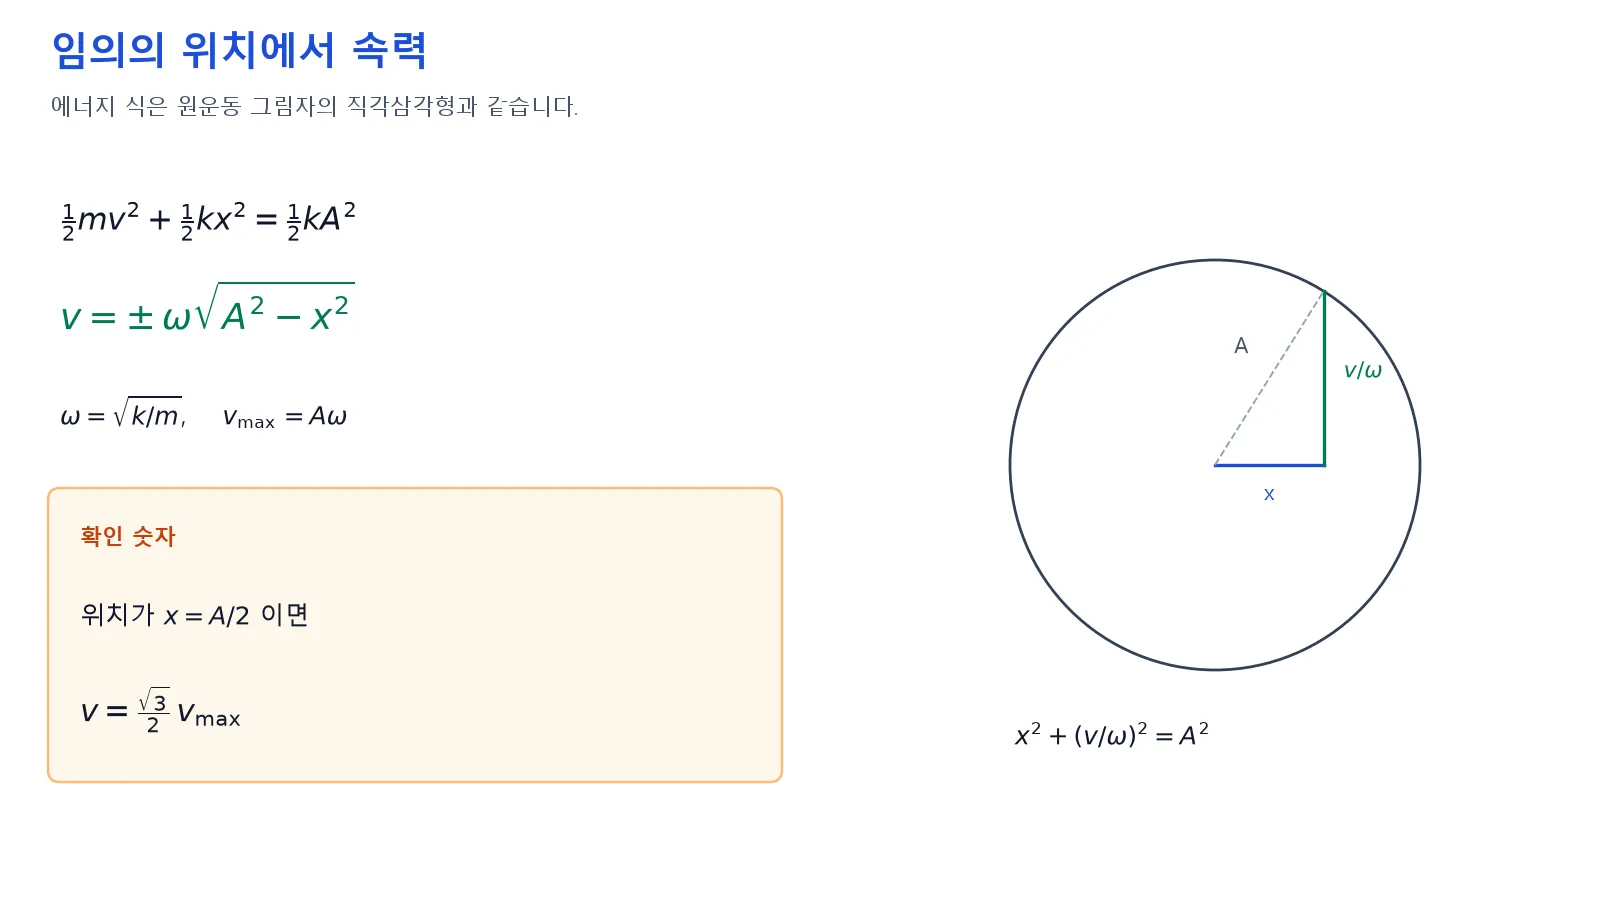 임의의 위치에서 속력
에너지 식은 원운동 그림자의 직각삼각형과 같습니다.
½mv² + ½kx² = ½kA²
v = ± ω√(A² − x²)
ω = √(k/m), v_max = Aω
확인 숫자
위치가 x = A/2 이면
v = √3/2 v_max
A
v/ω
x
x² + (v/ω)² = A²